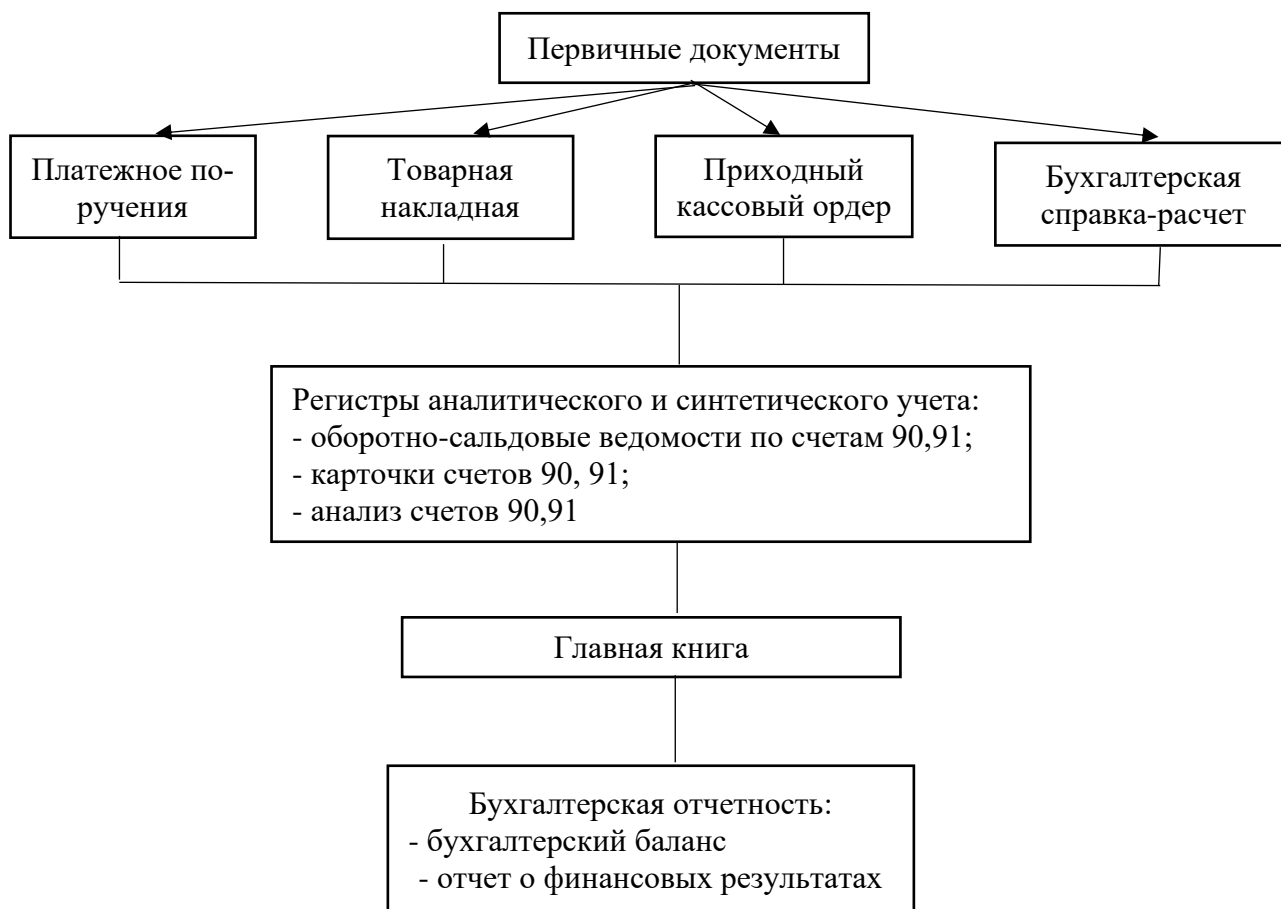 Первичные документы
Платежное по-
ручения
Товарная
накладная
Приходный
кассовый ордер
Бухгалтерская
справка-расчет
Регистры аналитического и синтетического учета:
- оборотно-сальдовые ведомости по счетам 90,91;
- карточки счетов 90, 91;
- анализ счетов 90,91
Главная книга
Бухгалтерская отчетность:
- бухгалтерский баланс
- отчет о финансовых результатах